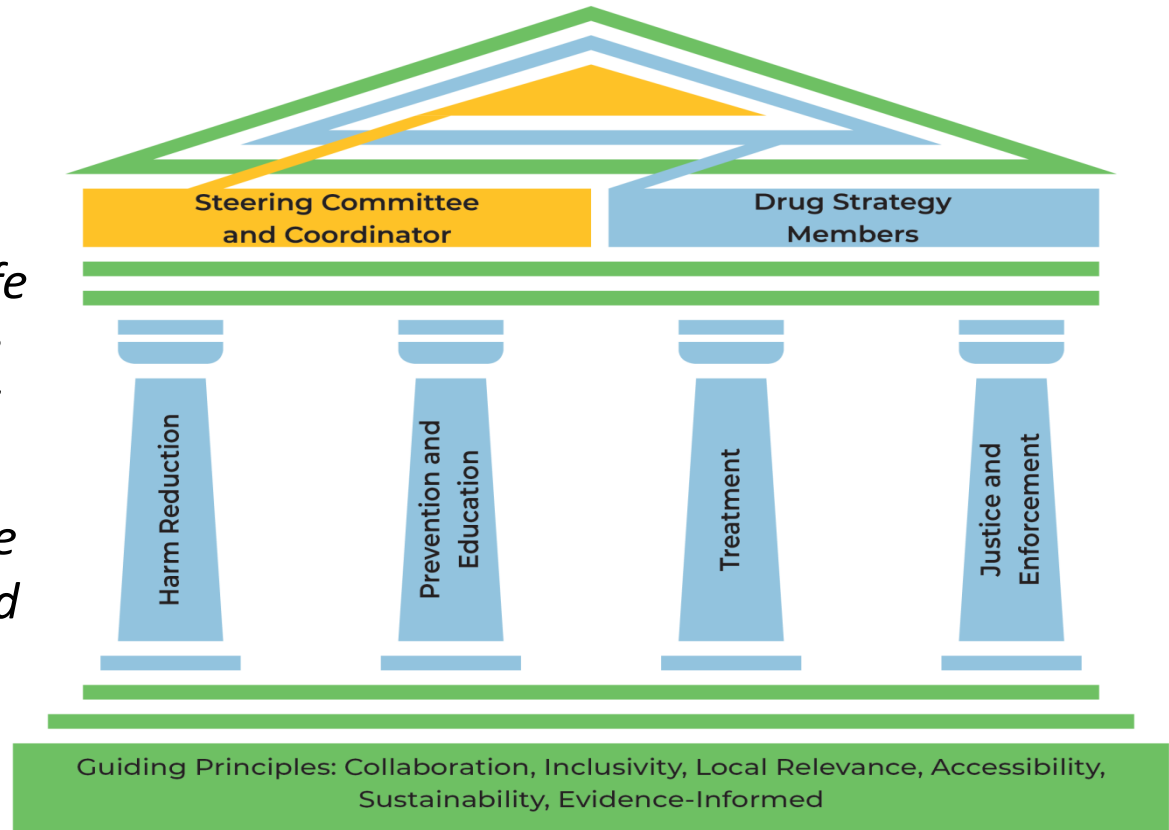 Steering Committee
and Coordinator
Drug Strategy
Members
Harm Reduction
Prevention and
Education
Treatment
Justice and
Enforcement
Guiding Principles: Collaboration, Inclusivity, Local Relevance, Accessibility,
Sustainability, Evidence-Informed